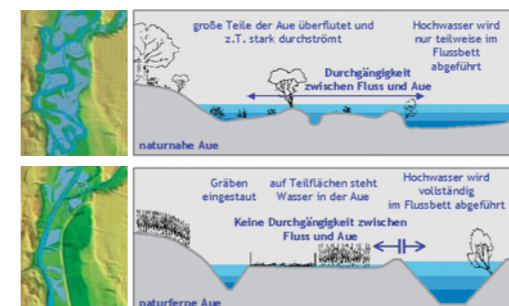 große Teile der Aue überflutet und
z.T. stark durchströmt
Hochwasser wird
nur teilweise im
Flussbett
abgeführt
Durchgängigkeit
zwischen Fluss und Aue
naturnahe Aue
Gräben
eingestaut
auf Teilflächen steht
Wasser in der Aue
Hochwasser wird
vollständig
im Flussbett abgeführt
Keine Durchgängigkeit zwischen
Fluss und Aue
naturferne Aue